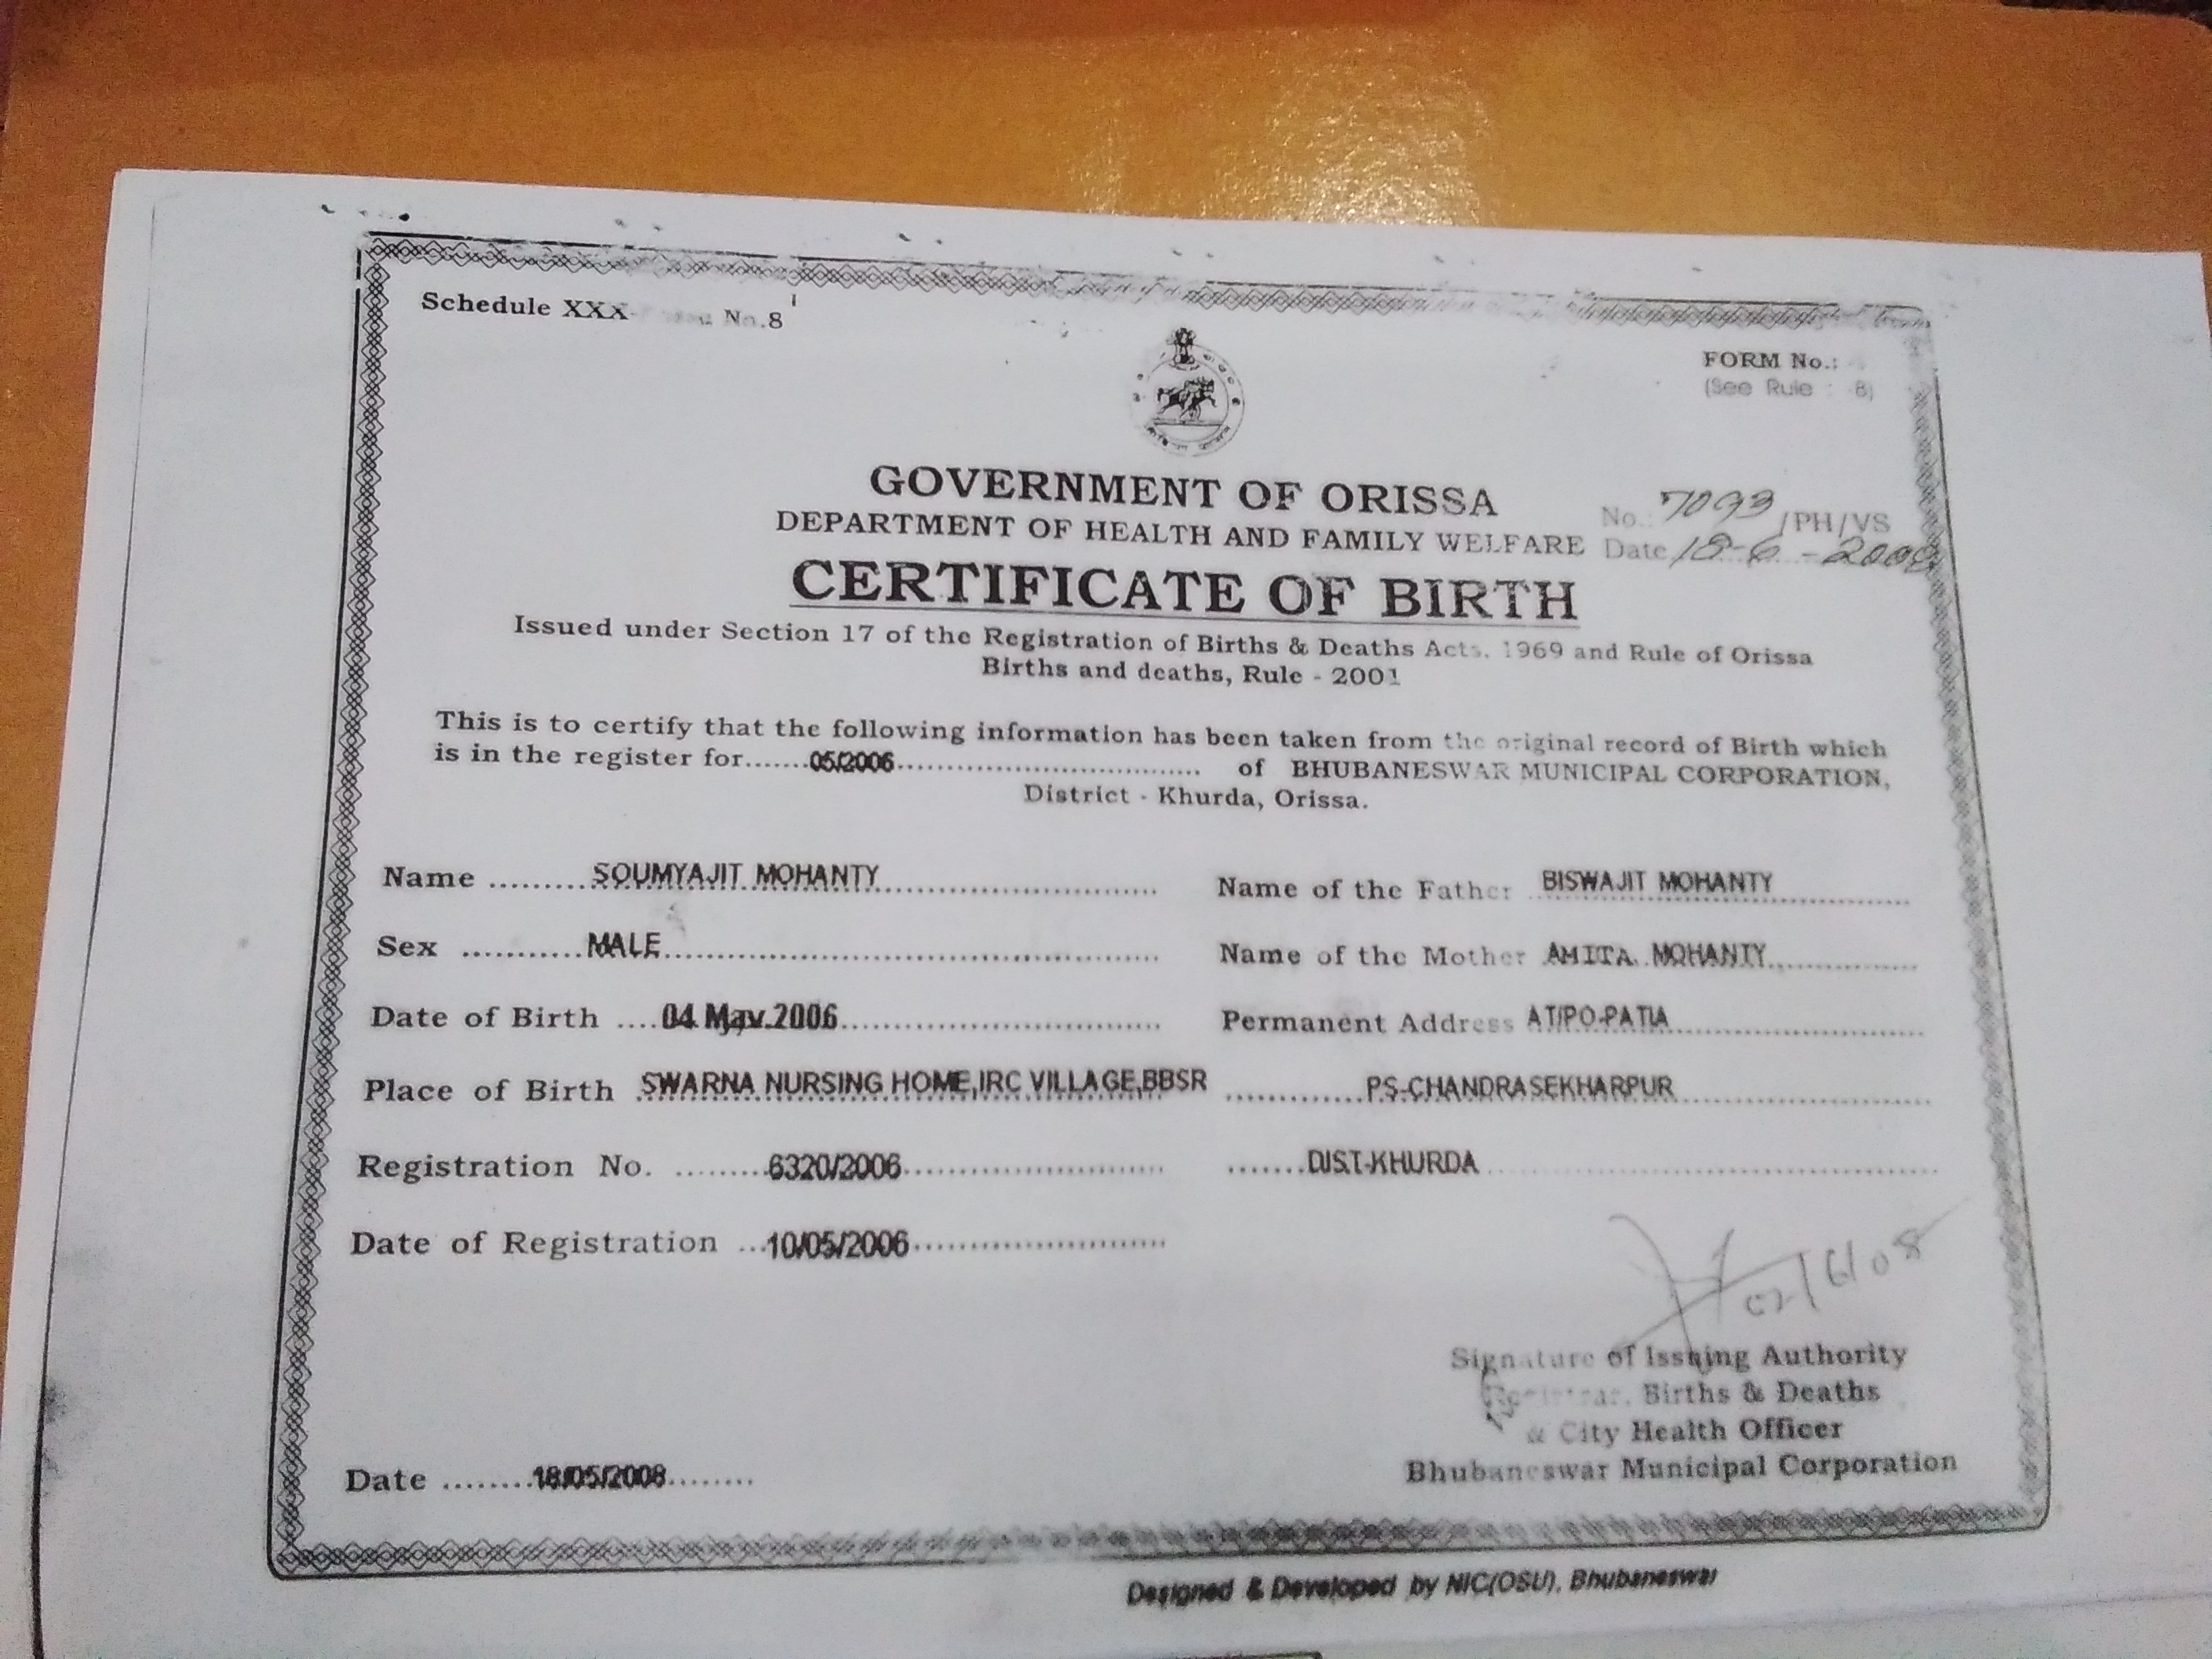 Schedule XXX- No.8
FORM No.:
(See Rule : 8)
GOVERNMENT OF ORISSA
No.: 7093 /PH/VS
DEPARTMENT OF HEALTH AND FAMILY WELFARE
Date 18-6-2008
CERTIFICATE OF BIRTH
Issued under Section 17 of the Registration of Births & Deaths Acts. 1969 and Rule of Orissa
Births and deaths, Rule - 2001
This is to certify that the following information has been taken from the original record of Birth which
is in the register for.......05/2006................................... of BHUBANESWAR MUNICIPAL CORPORATION,
District - Khurda, Orissa.
Name .......... SOUMYAJIT MOHANTY
Name of the Father BISWAJIT MOHANTY
Sex ........... MALE
Name of the Mother AMITA MOHANTY
Date of Birth .... 04 May 2006
Permanent Address AT/PO-PATIA
Place of Birth SWARNA NURSING HOME,IRC VILLAGE,BBSR
PS-CHANDRASEKHARPUR
Registration No. ......... 6320/2006
DIST-KHURDA
Date of Registration ... 10/05/2006
/6/08
Signature of Issuing Authority
Registrar, Births & Deaths
& City Health Officer
Bhubaneswar Municipal Corporation
Date ........ 18/05/2008
Designed & Developed by NIC(OSU), Bhubaneswar